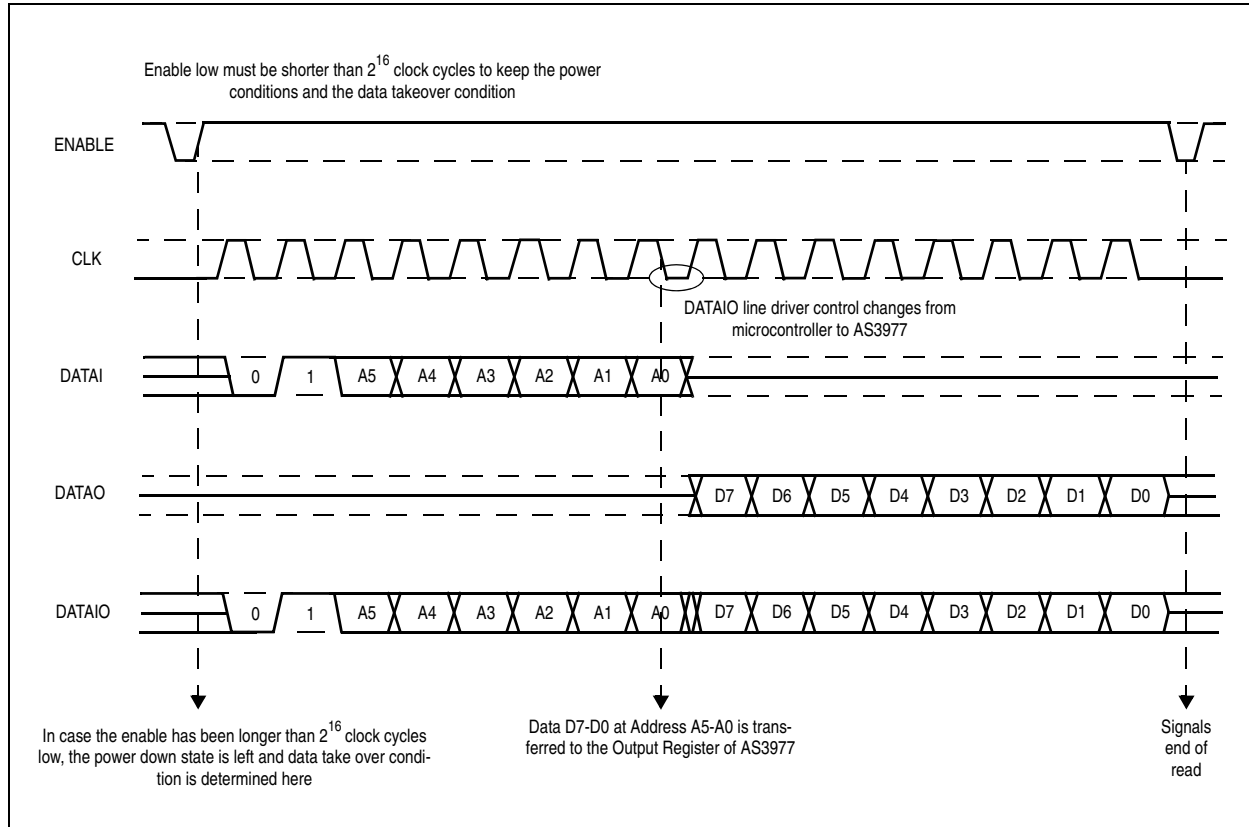 Enable low must be shorter than 2^16 clock cycles to keep the power
conditions and the data takeover condition
ENABLE
CLK
DATAIO line driver control changes from
microcontroller to AS3977
DATAI 0 1 A5 A4 A3 A2 A1 A0
DATAO D7 D6 D5 D4 D3 D2 D1 D0
DATAIO 0 1 A5 A4 A3 A2 A1 A0 D7 D6 D5 D4 D3 D2 D1 D0
In case the enable has been longer than 2^16 clock cycles
low, the power down state is left and data take over condi-
tion is determined here
Data D7-D0 at Address A5-A0 is trans-
ferred to the Output Register of AS3977
Signals
end of
read